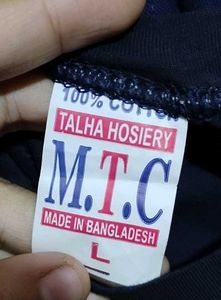 100% COTTON
TALHA HOSIERY
M.T.C
MADE IN BANGLADESH
L